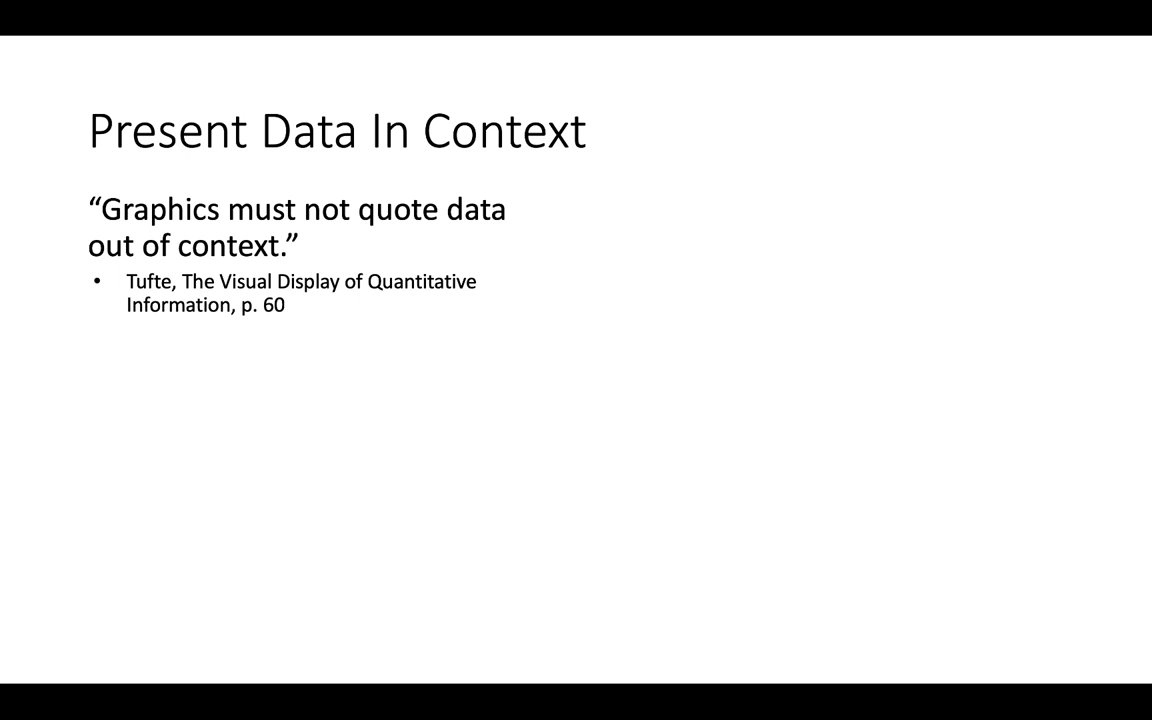 Present Data In Context
“Graphics must not quote data
out of context.”
• Tufte, The Visual Display of Quantitative
Information, p. 60